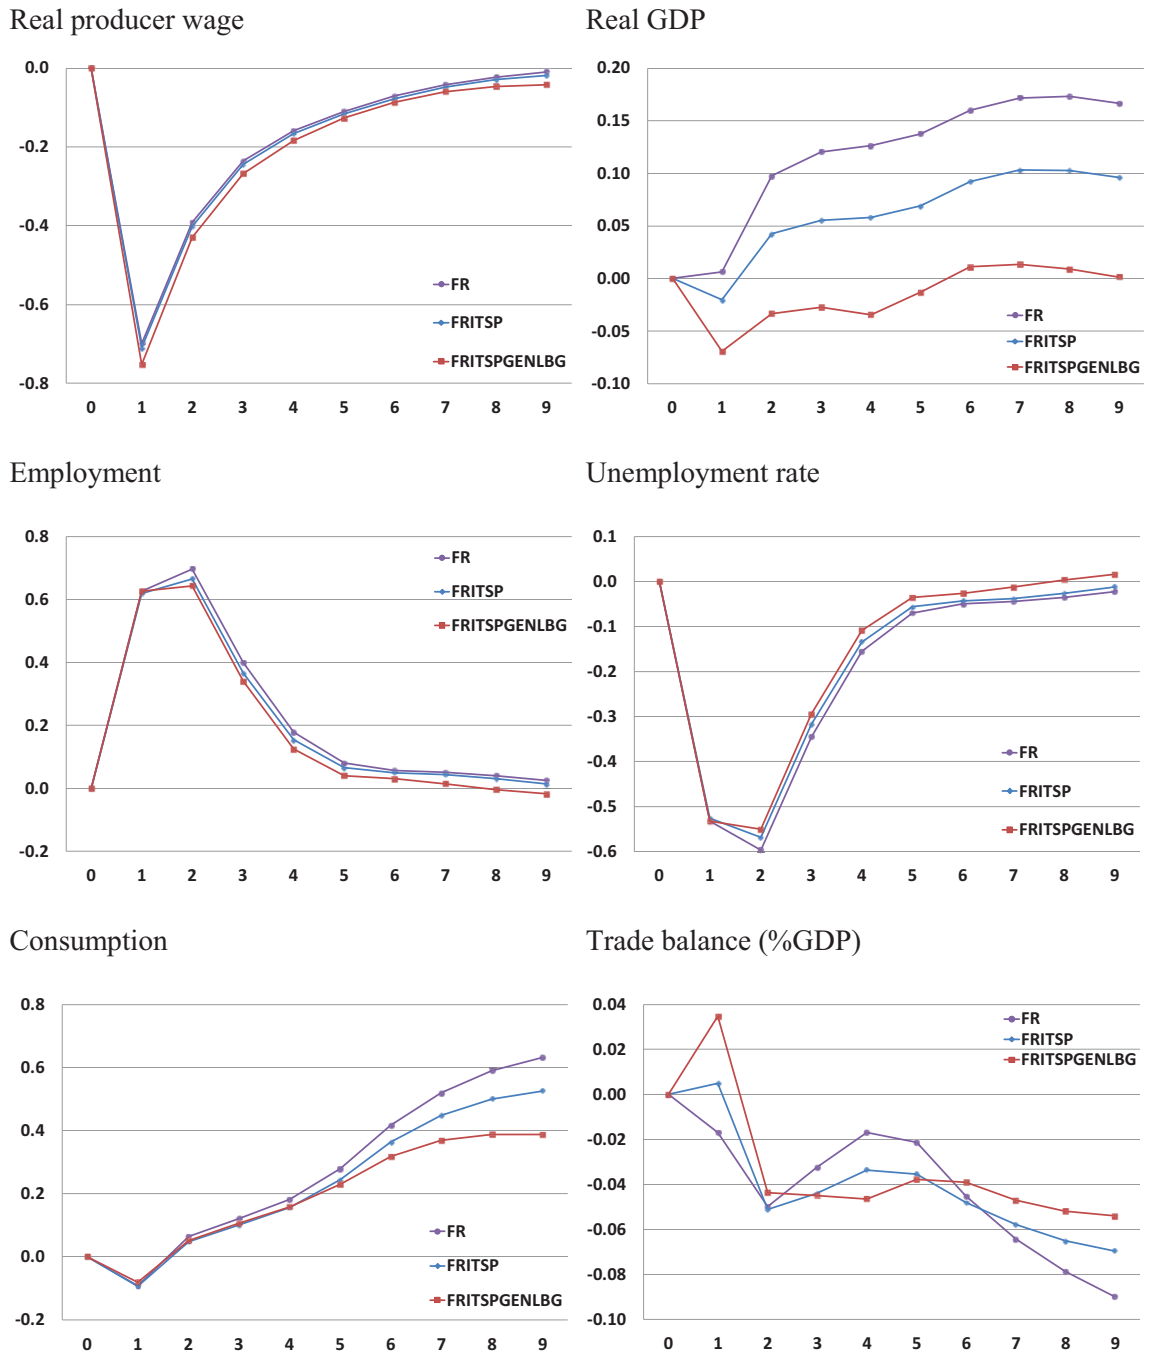 Real producer wage
0.0
-0.2
-0.4
-0.6
-0.8
FR
FRITSP
FRITSPGENLBG
0 1 2 3 4 5 6 7 8 9
Real GDP
0.20
0.15
0.10
0.05
0.00
-0.05
-0.10
FR
FRITSP
FRITSPGENLBG
0 1 2 3 4 5 6 7 8 9
Employment
0.8
0.6
0.4
0.2
0.0
-0.2
FR
FRITSP
FRITSPGENLBG
0 1 2 3 4 5 6 7 8 9
Unemployment rate
0.1
0.0
-0.1
-0.2
-0.3
-0.4
-0.5
-0.6
FR
FRITSP
FRITSPGENLBG
0 1 2 3 4 5 6 7 8 9
Consumption
0.8
0.6
0.4
0.2
0.0
-0.2
FR
FRITSP
FRITSPGENLBG
0 1 2 3 4 5 6 7 8 9
Trade balance (%GDP)
0.04
0.02
0.00
-0.02
-0.04
-0.06
-0.08
-0.10
FR
FRITSP
FRITSPGENLBG
0 1 2 3 4 5 6 7 8 9